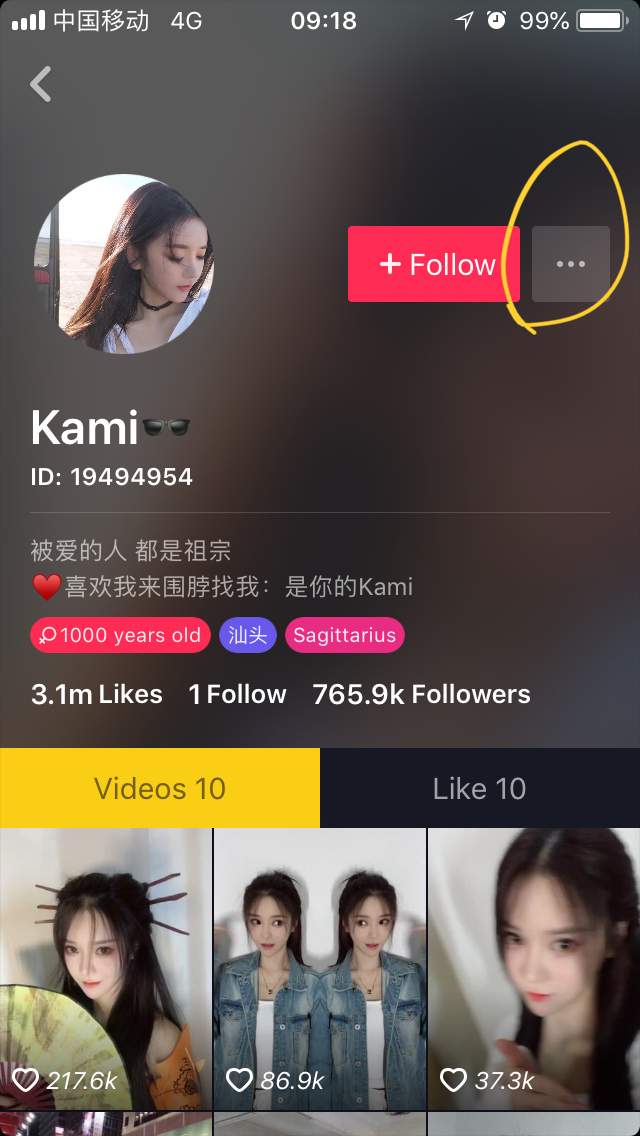 中国移动 4G 09:18 99%
+ Follow ...
Kami
ID: 19494954
被爱的人 都是祖宗
喜欢我来围脖找我：是你的Kami
1000 years old 汕头 Sagittarius
3.1m Likes 1 Follow 765.9k Followers
Videos 10 Like 10
217.6k 86.9k 37.3k